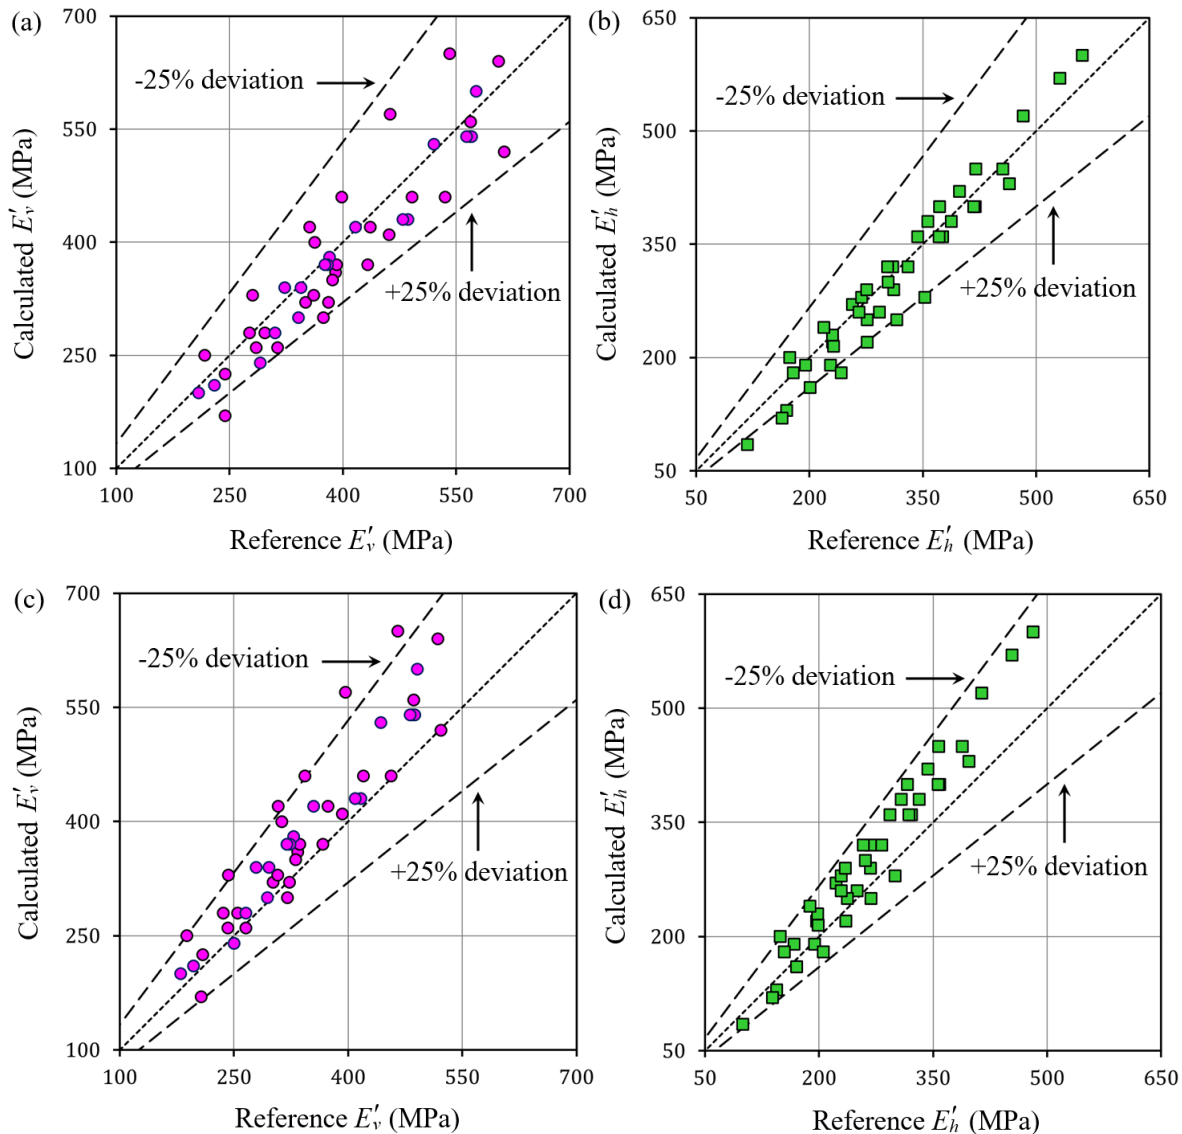 (a)
700
550
400
250
100
Calculated E′v (MPa)
-25% deviation
+25% deviation
100 250 400 550 700
Reference E′v (MPa)
(b)
650
500
350
200
50
Calculated E′h (MPa)
-25% deviation
+25% deviation
50 200 350 500 650
Reference E′h (MPa)
(c)
700
550
400
250
100
Calculated E′v (MPa)
-25% deviation
+25% deviation
100 250 400 550 700
Reference E′v (MPa)
(d)
650
500
350
200
50
Calculated E′h (MPa)
-25% deviation
+25% deviation
50 200 350 500 650
Reference E′h (MPa)